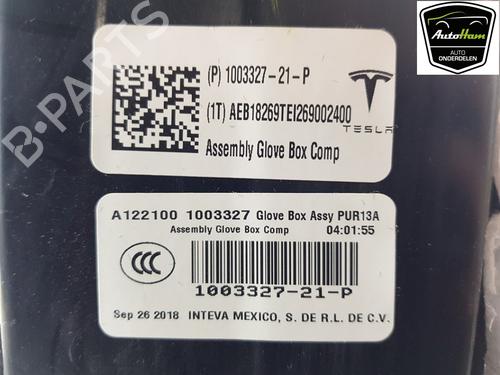 AutoHam
AUTO
ONDERDELEN
(P) 1003327-21-P
(1T) AEB18269TEI269002400
TESLA
Assembly Glove Box Comp
A122100 1003327 Glove Box Assy PUR13A
Assembly Glove Box Comp 04:01:55
CCC
1003327-21-P
Sep 26 2018 INTEVA MEXICO, S. DE R.L. DE C.V.
B-PARTS